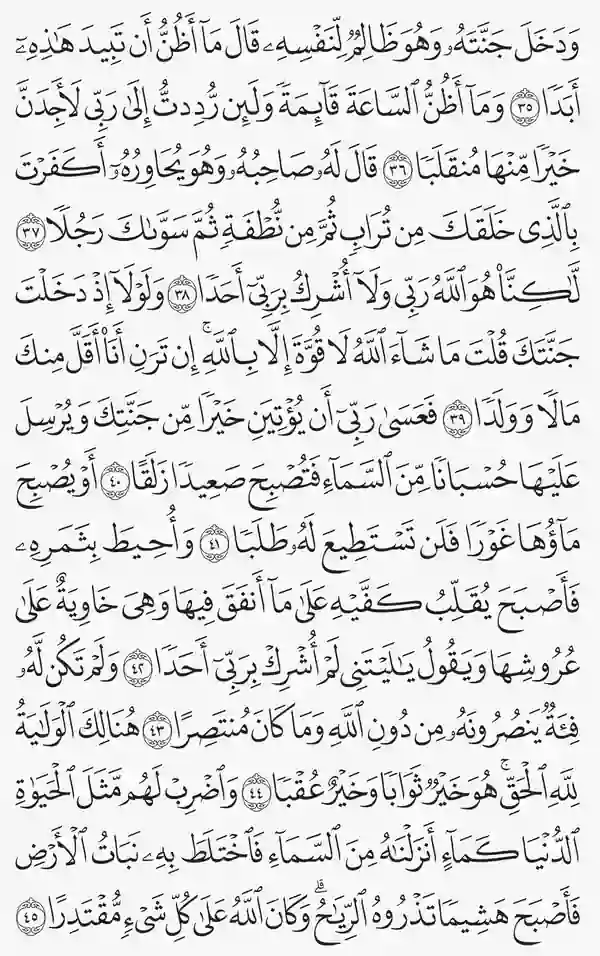 وَدَخَلَ جَنَّتَهُۥ وَهُوَ ظَالِمٌ لِّنَفْسِهِۦ قَالَ مَآ أَظُنُّ أَن تَبِيدَ هَٰذِهِۦٓ
أَبَدًا ٣٥ وَمَآ أَظُنُّ ٱلسَّاعَةَ قَآئِمَةً وَلَئِن رُّدِدتُّ إِلَىٰ رَبِّى لَأَجِدَنَّ
خَيْرًا مِّنْهَا مُنقَلَبًا ٣٦ قَالَ لَهُۥ صَاحِبُهُۥ وَهُوَ يُحَاوِرُهُۥٓ أَكَفَرْتَ
بِٱلَّذِى خَلَقَكَ مِن تُرَابٍ ثُمَّ مِن نُّطْفَةٍ ثُمَّ سَوَّىٰكَ رَجُلًا ٣٧
لَّٰكِنَّا۠ هُوَ ٱللَّهُ رَبِّى وَلَآ أُشْرِكُ بِرَبِّىٓ أَحَدًا ٣٨ وَلَوْلَآ إِذْ دَخَلْتَ
جَنَّتَكَ قُلْتَ مَا شَآءَ ٱللَّهُ لَا قُوَّةَ إِلَّا بِٱللَّهِ ۚ إِن تَرَنِ أَنَا۠ أَقَلَّ مِنكَ
مَالًا وَوَلَدًا ٣٩ فَعَسَىٰ رَبِّىٓ أَن يُؤْتِيَنِ خَيْرًا مِّن جَنَّتِكَ وَيُرْسِلَ
عَلَيْهَا حُسْبَانًا مِّنَ ٱلسَّمَآءِ فَتُصْبِحَ صَعِيدًا زَلَقًا ٤٠ أَوْ يُصْبِحَ
مَآؤُهَا غَوْرًا فَلَن تَسْتَطِيعَ لَهُۥ طَلَبًا ٤١ وَأُحِيطَ بِثَمَرِهِۦ
فَأَصْبَحَ يُقَلِّبُ كَفَّيْهِ عَلَىٰ مَآ أَنفَقَ فِيهَا وَهِىَ خَاوِيَةٌ عَلَىٰ
عُرُوشِهَا وَيَقُولُ يَٰلَيْتَنِى لَمْ أُشْرِكْ بِرَبِّىٓ أَحَدًا ٤٢ وَلَمْ تَكُن لَّهُۥ
فِئَةٌ يَنصُرُونَهُۥ مِن دُونِ ٱللَّهِ وَمَا كَانَ مُنتَصِرًا ٤٣ هُنَالِكَ ٱلْوَلَٰيَةُ
لِلَّهِ ٱلْحَقِّ ۚ هُوَ خَيْرٌ ثَوَابًا وَخَيْرٌ عُقْبًا ٤٤ وَٱضْرِبْ لَهُم مَّثَلَ ٱلْحَيَوٰةِ
ٱلدُّنْيَا كَمَآءٍ أَنزَلْنَٰهُ مِنَ ٱلسَّمَآءِ فَٱخْتَلَطَ بِهِۦ نَبَاتُ ٱلْأَرْضِ
فَأَصْبَحَ هَشِيمًا تَذْرُوهُ ٱلرِّيَٰحُ ۗ وَكَانَ ٱللَّهُ عَلَىٰ كُلِّ شَىْءٍ مُّقْتَدِرًا ٤٥